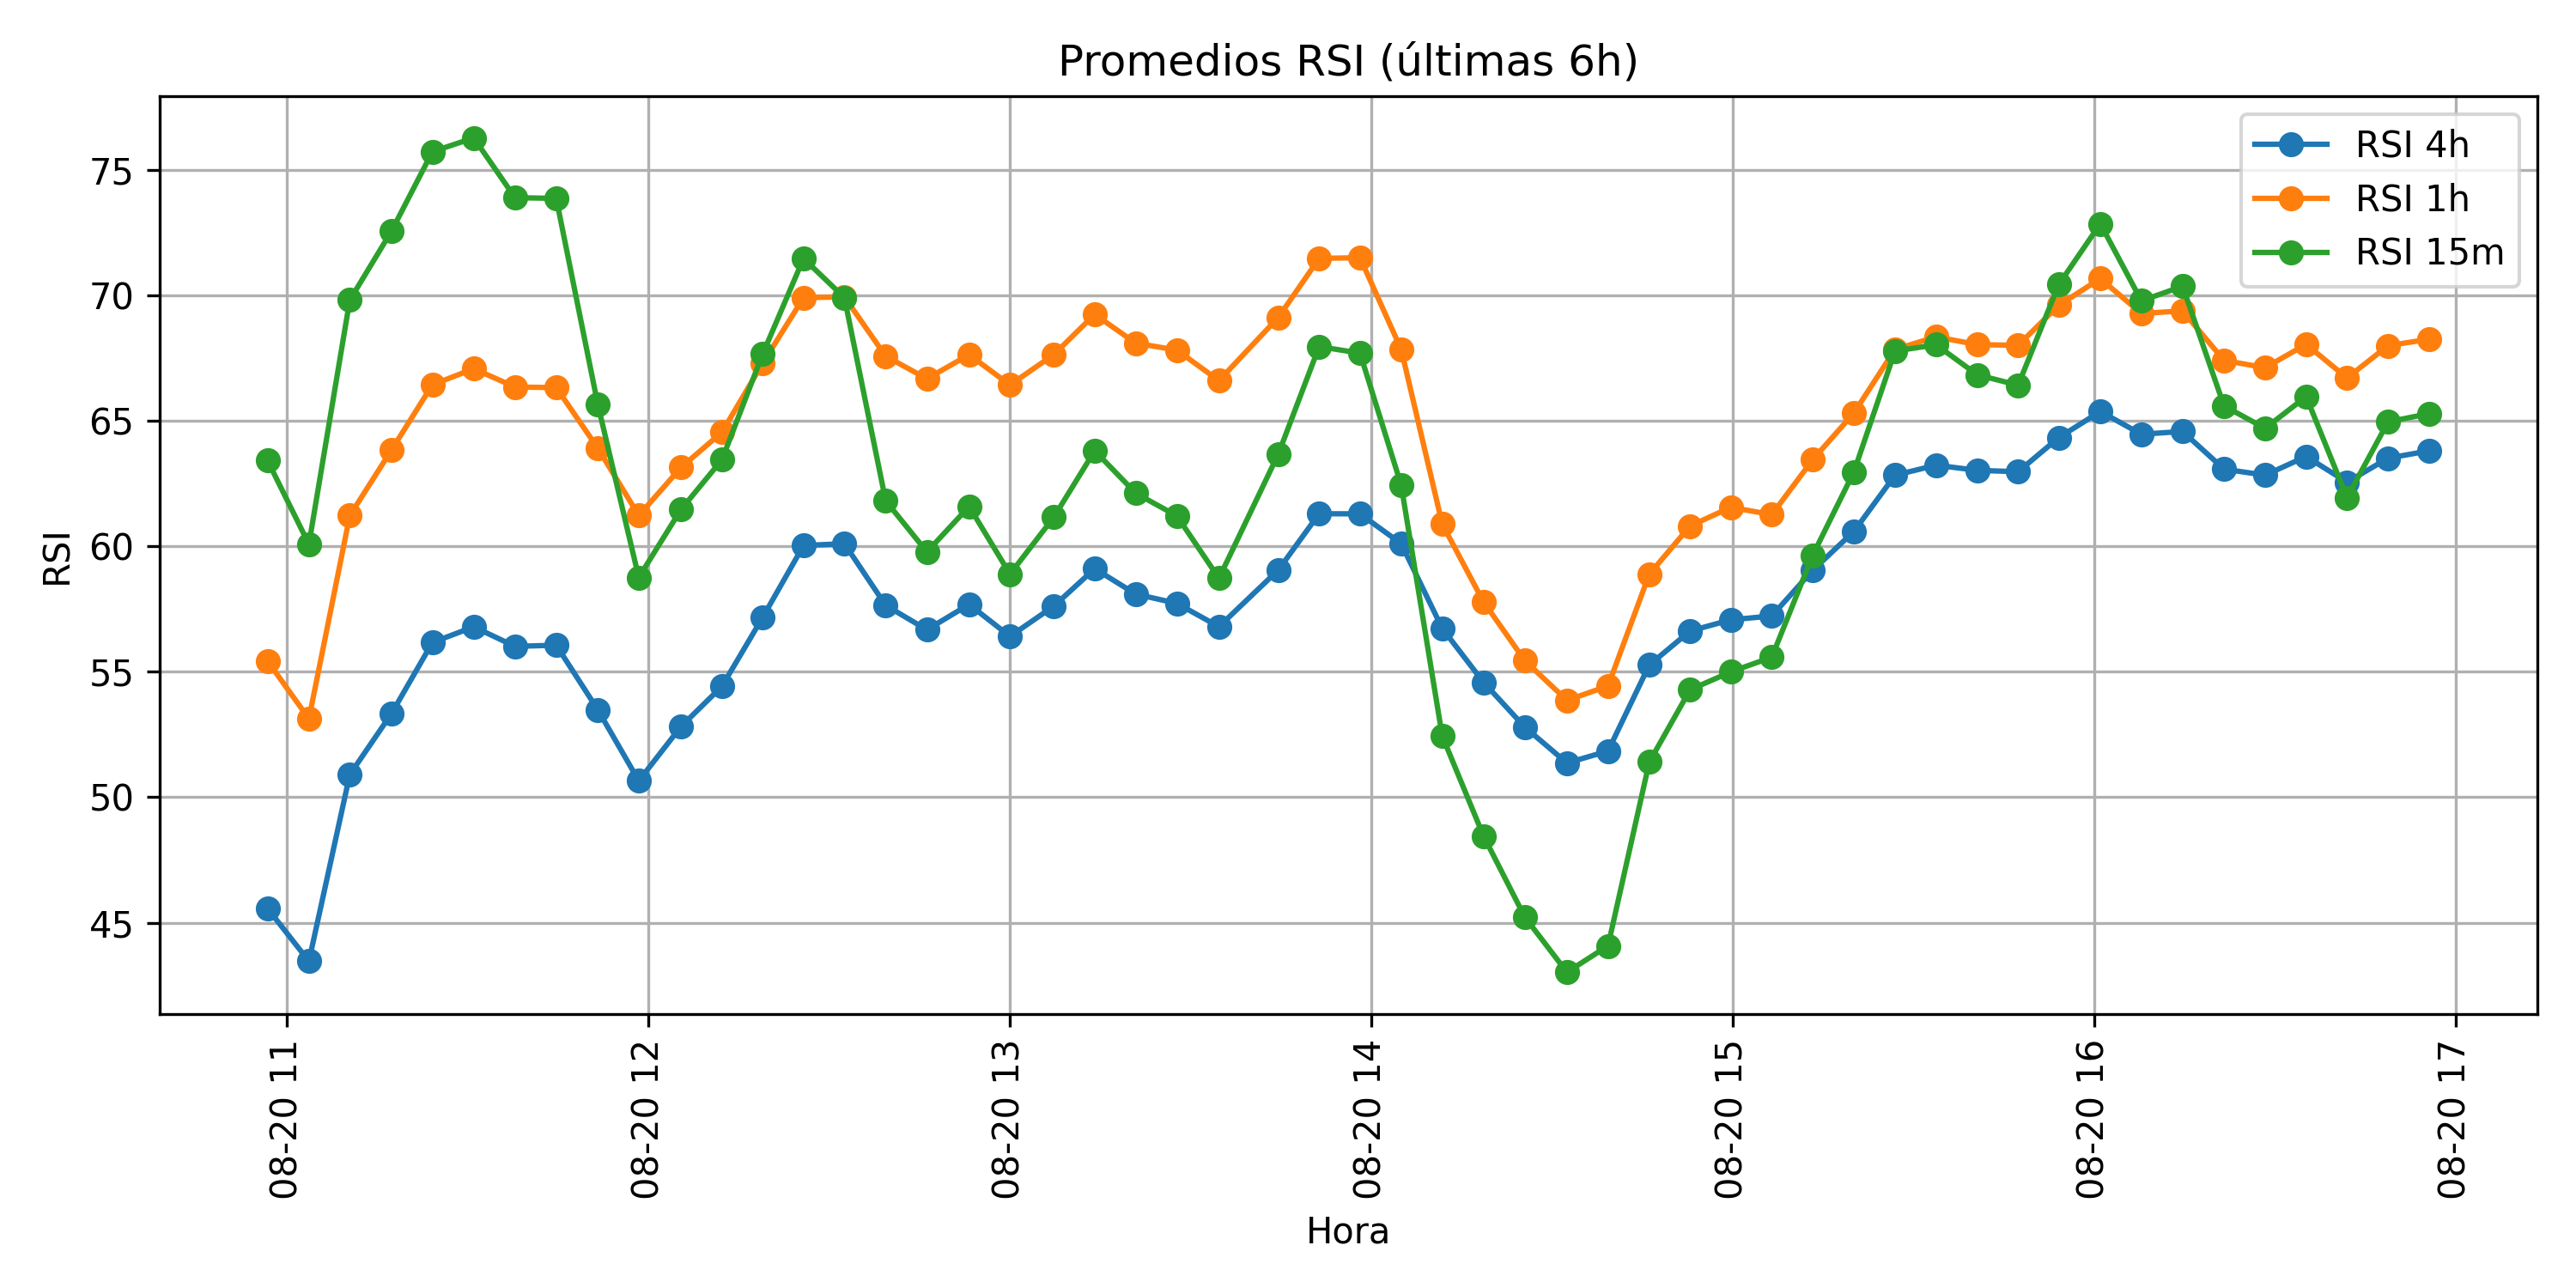 Promedios RSI (últimas 6h)
RSI 4h
RSI 1h
RSI 15m
RSI
75
70
65
60
55
50
45
08-20 11
08-20 12
08-20 13
08-20 14
08-20 15
08-20 16
08-20 17
Hora